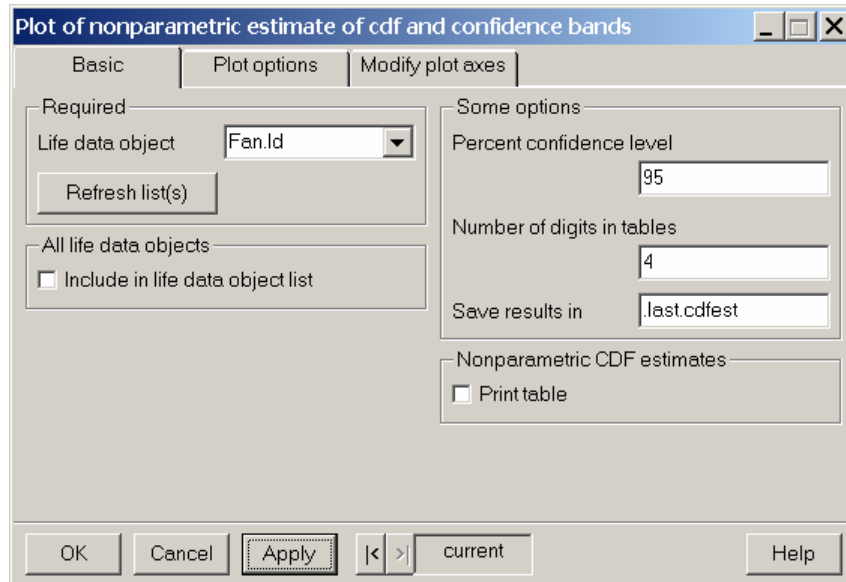 Plot of nonparametric estimate of cdf and confidence bands
Basic
Plot options
Modify plot axes
Required
Life data object
Fan.ld
Refresh list(s)
All life data objects
Include in life data object list
Some options
Percent confidence level
95
Number of digits in tables
4
Save results in
.last.cdfest
Nonparametric CDF estimates
Print table
OK
Cancel
Apply
|<
>|
current
Help